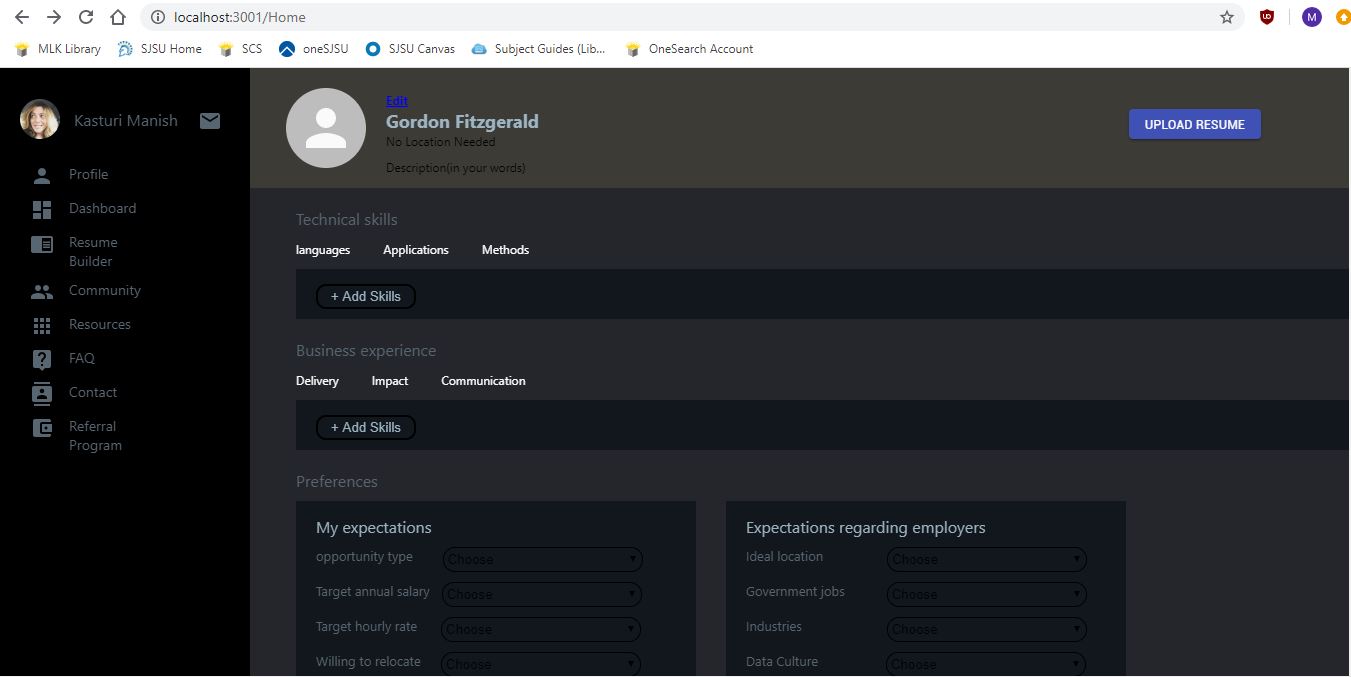 localhost:3001/Home
M
MLK Library SJSU Home SCS oneSJSU SJSU Canvas Subject Guides (Lib... OneSearch Account
Kasturi Manish
Profile
Dashboard
Resume
Builder
Community
Resources
FAQ
Contact
Referral
Program
Edit
Gordon Fitzgerald
No Location Needed
Description(in your words)
UPLOAD RESUME
Technical skills
languages Applications Methods
+ Add Skills
Business experience
Delivery Impact Communication
+ Add Skills
Preferences
My expectations
opportunity type Choose
Target annual salary Choose
Target hourly rate Choose
Willing to relocate Choose
Expectations regarding employers
Ideal location Choose
Government jobs Choose
Industries Choose
Data Culture Choose